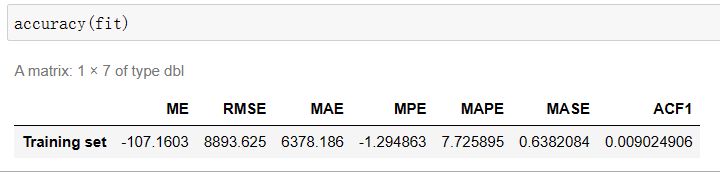 accuracy(fit)
A matrix: 1 × 7 of type dbl
ME RMSE MAE MPE MAPE MASE ACF1
Training set -107.1603 8893.625 6378.186 -1.294863 7.725895 0.6382084 0.009024906